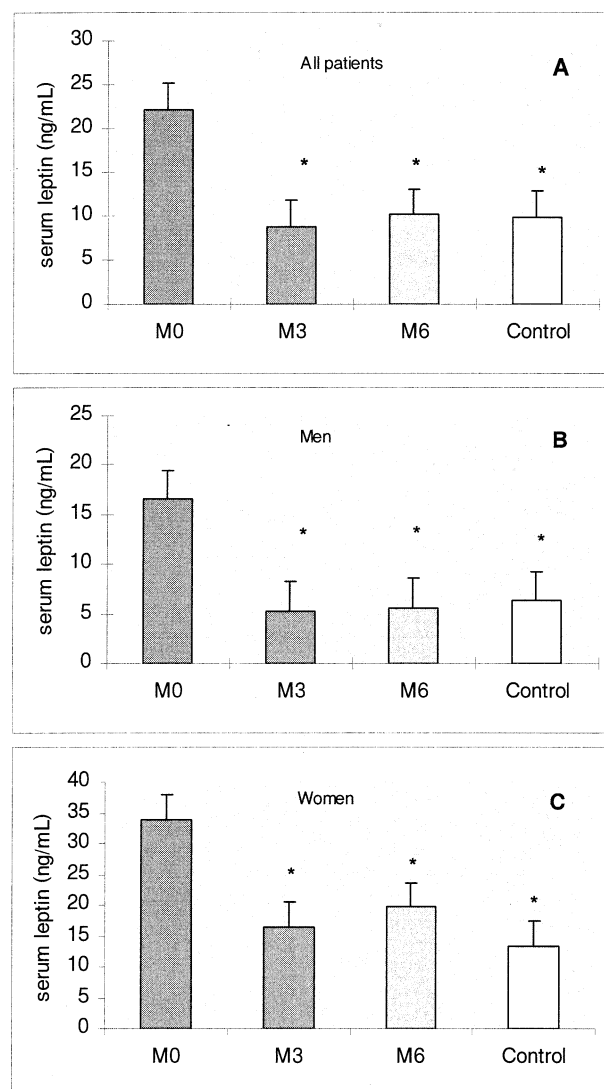 All patients
A
serum leptin (ng/mL)
30
25
20
15
10
5
0
* * *
M0 M3 M6 Control
Men
B
serum leptin (ng/mL)
25
20
15
10
5
0
* * *
M0 M3 M6 Control
Women
C
serum leptin (ng/mL)
40
35
30
25
20
15
10
5
0
* * *
M0 M3 M6 Control